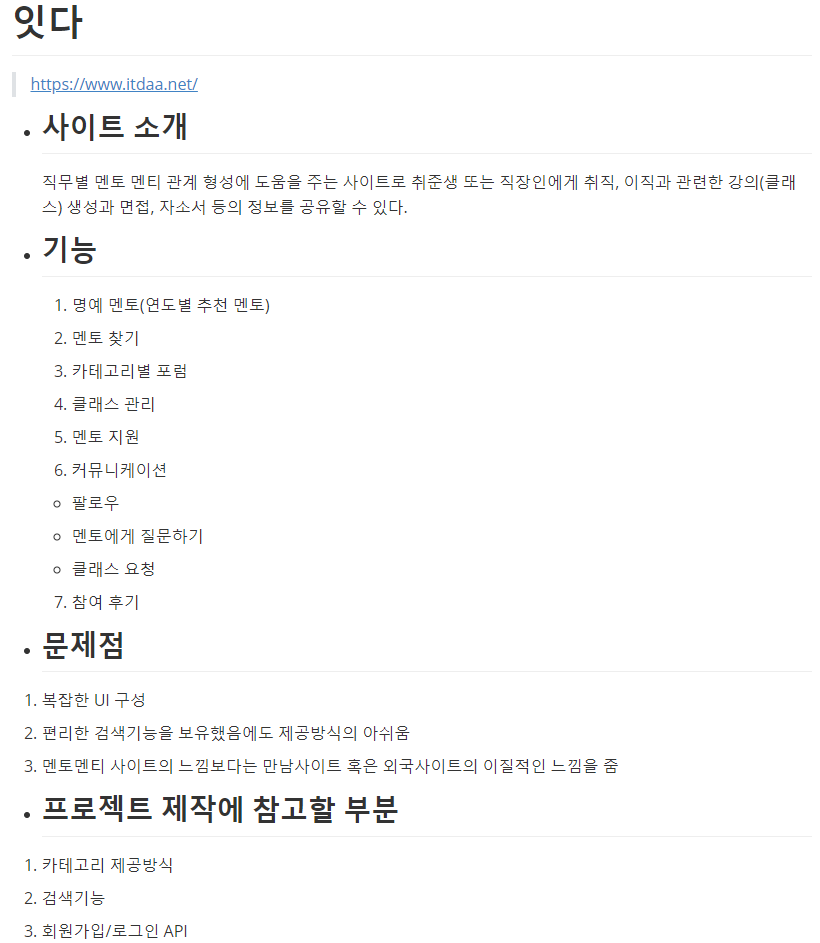 잇다
https://www.itdaa.net/
사이트 소개
직무별 멘토 멘티 관계 형성에 도움을 주는 사이트로 취준생 또는 직장인에게 취직, 이직과 관련한 강의(클래
스) 생성과 면접, 자소서 등의 정보를 공유할 수 있다.
기능
1. 명예 멘토(연도별 추천 멘토)
2. 멘토 찾기
3. 카테고리별 포럼
4. 클래스 관리
5. 멘토 지원
6. 커뮤니케이션
팔로우
멘토에게 질문하기
클래스 요청
7. 참여 후기
문제점
1. 복잡한 UI 구성
2. 편리한 검색기능을 보유했음에도 제공방식의 아쉬움
3. 멘토멘티 사이트의 느낌보다는 만남사이트 혹은 외국사이트의 이질적인 느낌을 줌
프로젝트 제작에 참고할 부분
1. 카테고리 제공방식
2. 검색기능
3. 회원가입/로그인 API